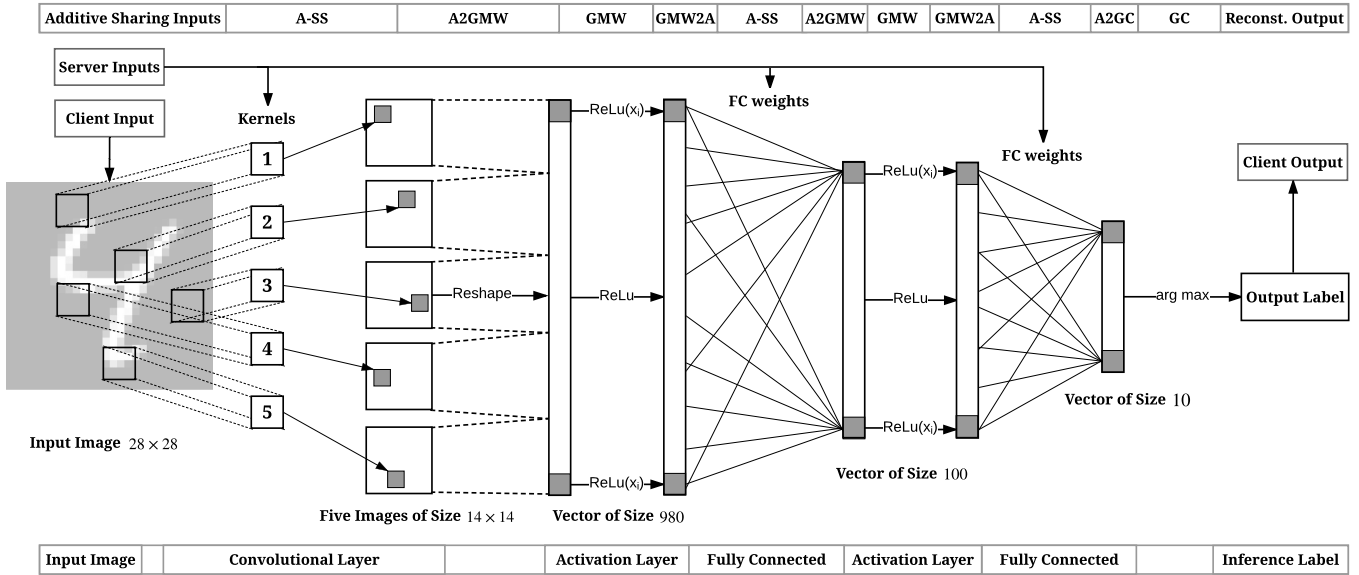 Additive Sharing Inputs A-SS A2GMW GMW GMW2A A-SS A2GMW GMW GMW2A A-SS A2GC GC Reconst. Output
Server Inputs
Client Input
Kernels
FC weights
FC weights
Client Output
1
2
3
4
5
Reshape
ReLu(xᵢ)
ReLu
ReLu(xᵢ)
ReLu(xᵢ)
ReLu
ReLu(xᵢ)
arg max
Output Label
Input Image 28 × 28
Five Images of Size 14 × 14
Vector of Size 980
Vector of Size 100
Vector of Size 10
Input Image Convolutional Layer Activation Layer Fully Connected Activation Layer Fully Connected Inference Label